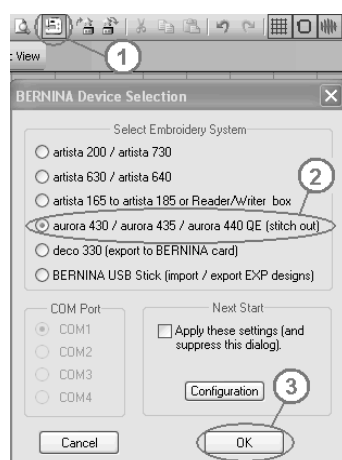 : View
1
BERNINA Device Selection
Select Embroidery System
artista 200 / artista 730
artista 630 / artista 640
2
artista 165 to artista 185 or Reader/Writer box
aurora 430 / aurora 435 / aurora 440 QE (stitch out)
deco 330 (export to BERNINA card)
BERNINA USB Stick (import / export EXP designs)
COM Port
COM1
COM2
COM3
COM4
Next Start
Apply these settings (and
suppress this dialog).
Configuration
3
Cancel
OK